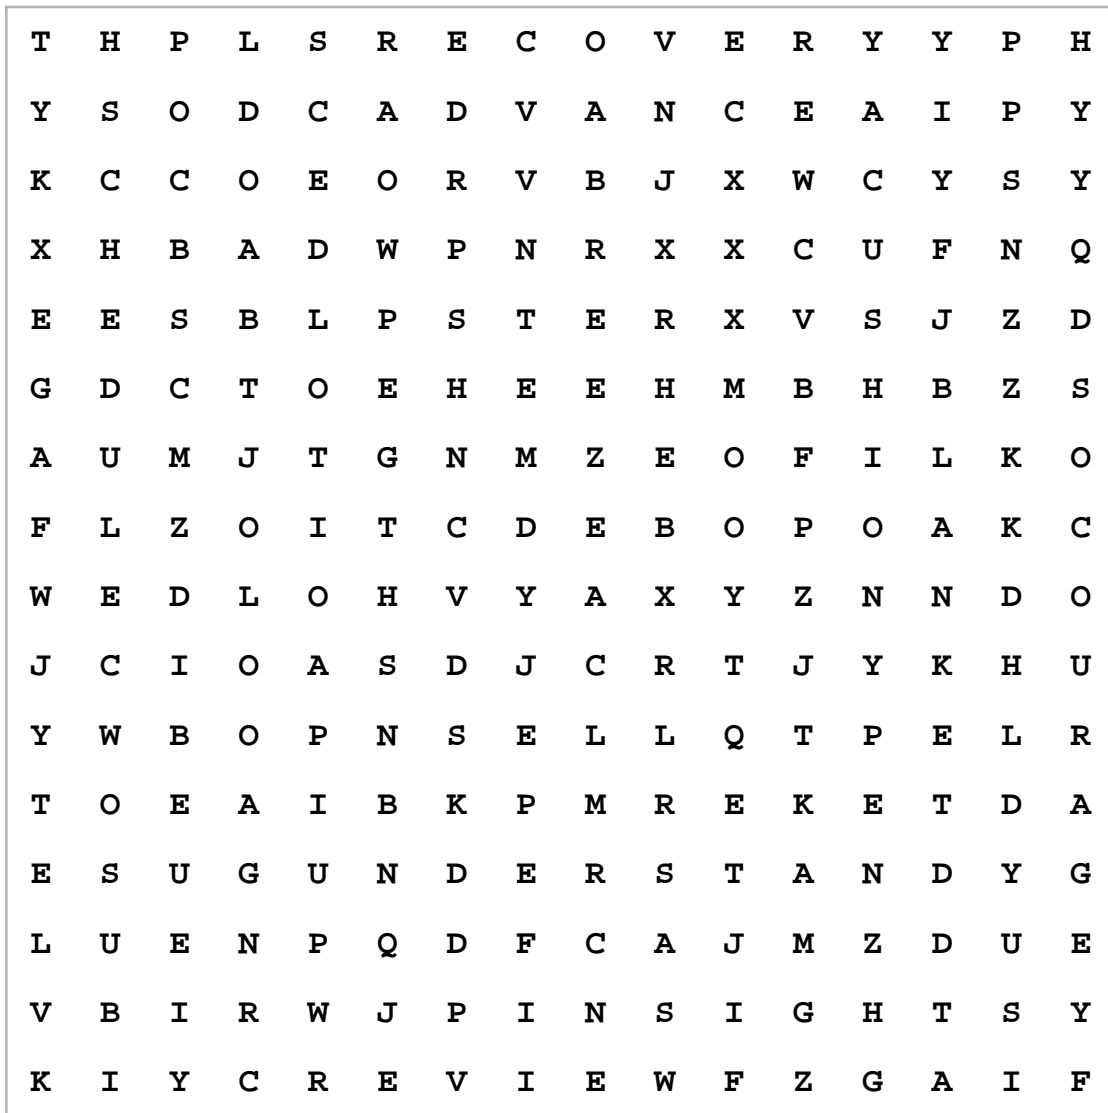 T H P L S R E C O V E R Y Y P H
Y S O D C A D V A N C E A I P Y
K C C O E O R V B J X W C Y S Y
X H B A D W P N R X X C U F N Q
E E S B L P S T E R X V S J Z D
G D C T O E H E E H M B H B Z S
A U M J T G N M Z E O F I L K O
F L Z O I T C D E B O P O A K C
W E D L O H V Y A X Y Z N N D O
J C I O A S D J C R T J Y K H U
Y W B O P N S E L L Q T P E L R
T O E A I B K P M R E K E T D A
E S U G U N D E R S T A N D Y G
L U E N P Q D F C A J M Z D U E
V B I R W J P I N S I G H T S Y
K I Y C R E V I E W F Z G A I F